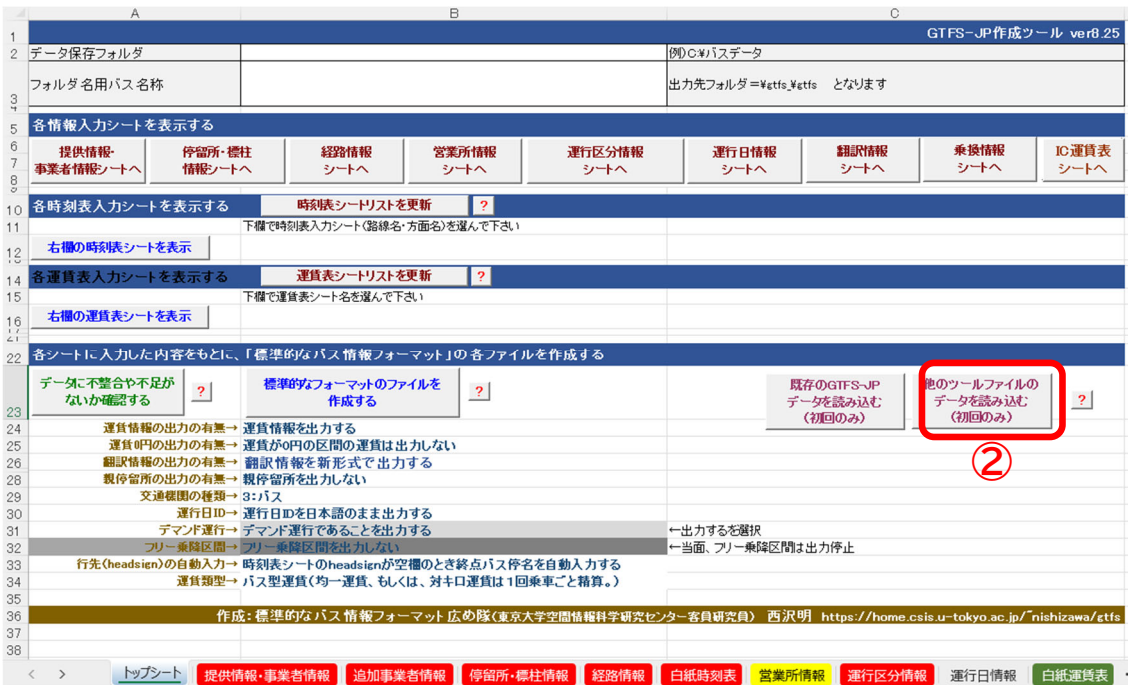 A B C
1 GTFS-JP作成ツール ver8.25
2 データ保存フォルダ 例)C:¥バスデータ
3 フォルダ名用バス名称 出力先フォルダ=¥gtfs_¥gtfs となります
5 各情報入力シートを表示する
6
7
8
提供情報・
事業者情報シートへ
停留所・標柱
情報シートへ
経路情報
シートへ
営業所情報
シートへ
運行区分情報
シートへ
運行日情報
シートへ
翻訳情報
シートへ
乗換情報
シートへ
IC運賃表
シートへ
10 各時刻表入力シートを表示する 時刻表シートリストを更新 ?
11 下欄で時刻表入力シート(路線名・方面名)を選んで下さい
12 右欄の時刻表シートを表示
14 各運賃表入力シートを表示する 運賃表シートリストを更新 ?
15 下欄で運賃表シート名を選んで下さい
16 右欄の運賃表シートを表示
22 各シートに入力した内容をもとに、「標準的なバス情報フォーマット」の各ファイルを作成する
23
データに不整合や不足が
ないか確認する
?
標準的なフォーマットのファイルを
作成する
?
既存のGTFS-JP
データを読み込む
(初回のみ)
他のツールファイルの
データを読み込む
(初回のみ)
?
②
24 運賃情報の出力の有無→ 運賃情報を出力する
25 運賃0円の出力の有無→ 運賃が0円の区間の運賃は出力しない
26 翻訳情報の出力の有無→ 翻訳情報を新形式で出力する
28 親停留所の出力の有無→ 親停留所を出力しない
29 交通機関の種類→ 3:バス
30 運行日ID→ 運行日IDを日本語のまま出力する
31 デマンド運行→ デマンド運行であることを出力する ←出力するを選択
32 フリー乗降区間→ フリー乗降区間を出力しない ←当面、フリー乗降区間は出力停止
33 行先(headsign)の自動入力→ 時刻表シートのheadsignが空欄のとき終点バス停名を自動入力する
34 運賃類型→ バス型運賃(均一運賃、もしくは、対キロ運賃は1回乗車ごと精算。)
35
36 作成:標準的なバス情報フォーマット広め隊(東京大学空間情報科学研究センター客員研究員) 西沢明 https://home.csis.u-tokyo.ac.jp/~nishizawa/gtfs
37
38
トップシート 提供情報・事業者情報 追加事業者情報 停留所・標柱情報 経路情報 白紙時刻表 営業所情報 運行区分情報 運行日情報 白紙運賃表